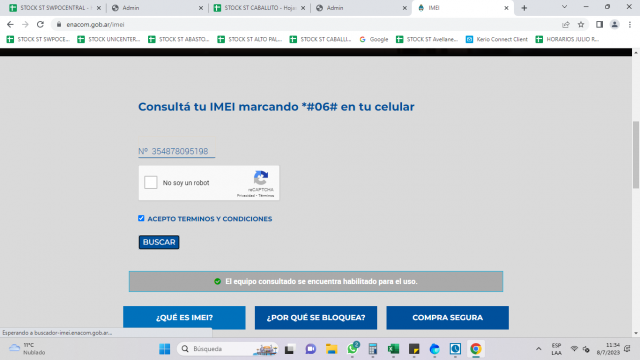 STOCK ST SWPOCENTRAL - H
Admin
STOCK ST CABALLITO - Hoja
Admin
IMEI
enacom.gob.ar/imei
STOCK ST SWPOCE...
STOCK UNICENTER...
STOCK ST ABASTO...
STOCK ST ALTO PAL...
STOCK ST CABALLI...
Google
STOCK ST Avellane...
Kerio Connect Client
HORARIOS JULIO R...
Consultá tu IMEI marcando *#06# en tu celular
Nº 354878095198
No soy un robot
reCAPTCHA
Privacidad - Términos
ACEPTO TERMINOS Y CONDICIONES
BUSCAR
El equipo consultado se encuentra habilitado para el uso.
¿QUÉ ES IMEI?
¿POR QUÉ SE BLOQUEA?
COMPRA SEGURA
Esperando a buscador-imei.enacom.gob.ar...
11°C
Nublado
Búsqueda
ESP
LAA
11:34
8/7/2023